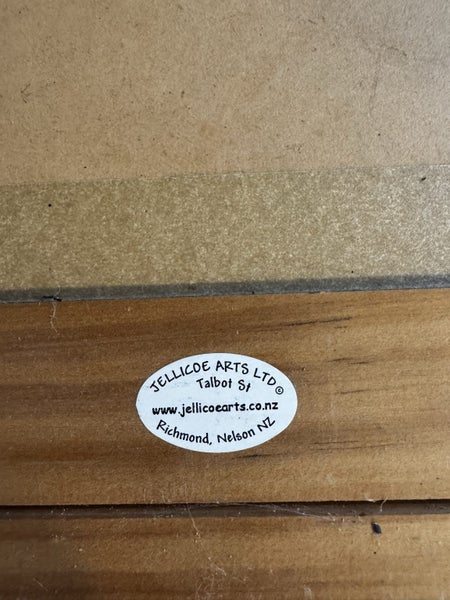 JELLICOE ARTS LTD ©
Talbot St
www.jellicoearts.co.nz
Richmond, Nelson NZ